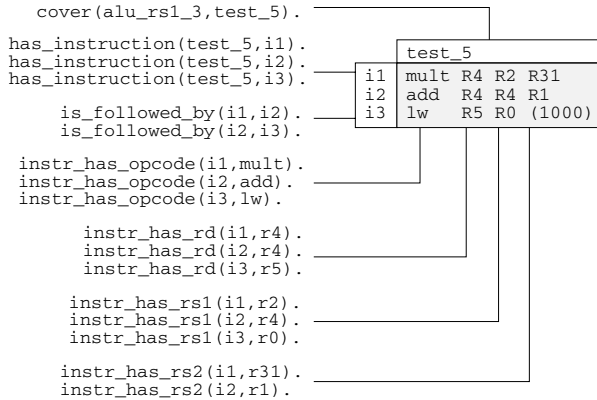 cover(alu_rs1_3,test_5).
has_instruction(test_5,i1).
has_instruction(test_5,i2).
has_instruction(test_5,i3).
is_followed_by(i1,i2).
is_followed_by(i2,i3).
instr_has_opcode(i1,mult).
instr_has_opcode(i2,add).
instr_has_opcode(i3,lw).
instr_has_rd(i1,r4).
instr_has_rd(i2,r4).
instr_has_rd(i3,r5).
instr_has_rs1(i1,r2).
instr_has_rs1(i2,r4).
instr_has_rs1(i3,r0).
instr_has_rs2(i1,r31).
instr_has_rs2(i2,r1).
test_5
i1 mult R4 R2 R31
i2 add R4 R4 R1
i3 lw R5 R0 (1000)